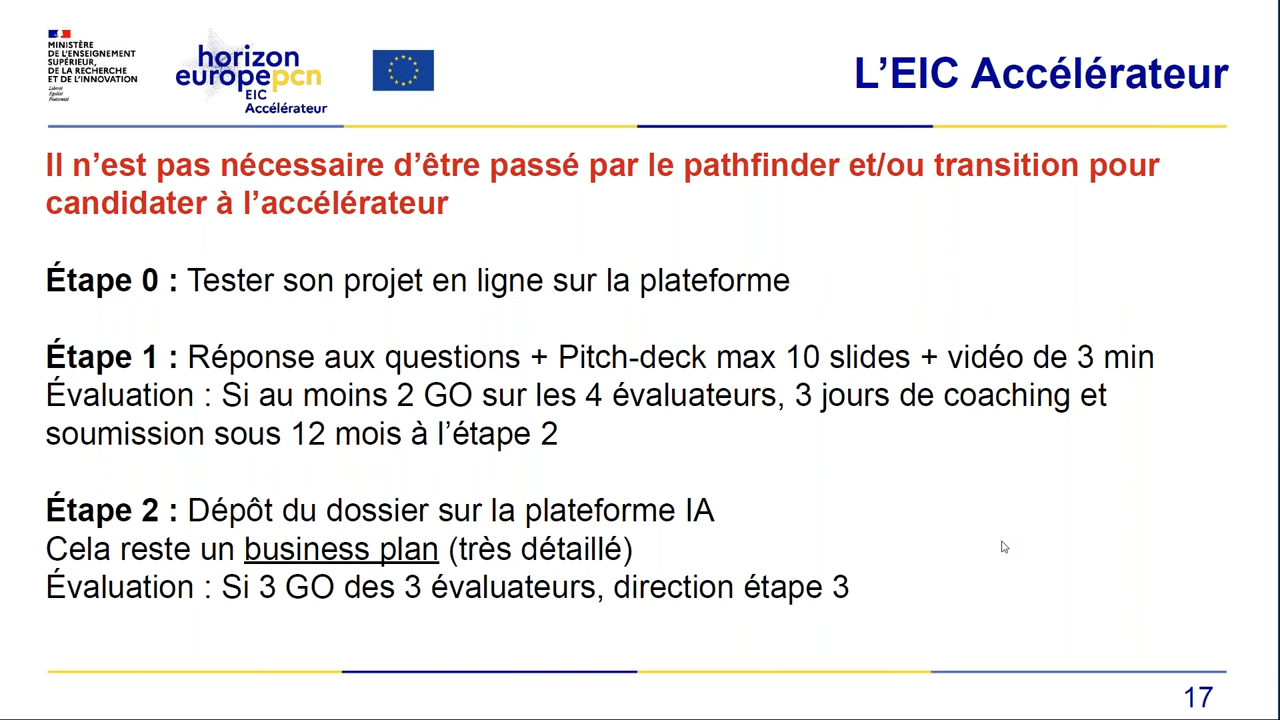 MINISTÈRE
DE L'ENSEIGNEMENT
SUPÉRIEUR,
DE LA RECHERCHE
ET DE L'INNOVATION
Liberté
Égalité
Fraternité
horizon
europepcn
EIC
Accélérateur
L’EIC Accélérateur
Il n’est pas nécessaire d’être passé par le pathfinder et/ou transition pour
candidater à l’accélérateur
Étape 0 : Tester son projet en ligne sur la plateforme
Étape 1 : Réponse aux questions + Pitch-deck max 10 slides + vidéo de 3 min
Évaluation : Si au moins 2 GO sur les 4 évaluateurs, 3 jours de coaching et
soumission sous 12 mois à l’étape 2
Étape 2 : Dépôt du dossier sur la plateforme IA
Cela reste un business plan (très détaillé)
Évaluation : Si 3 GO des 3 évaluateurs, direction étape 3
17